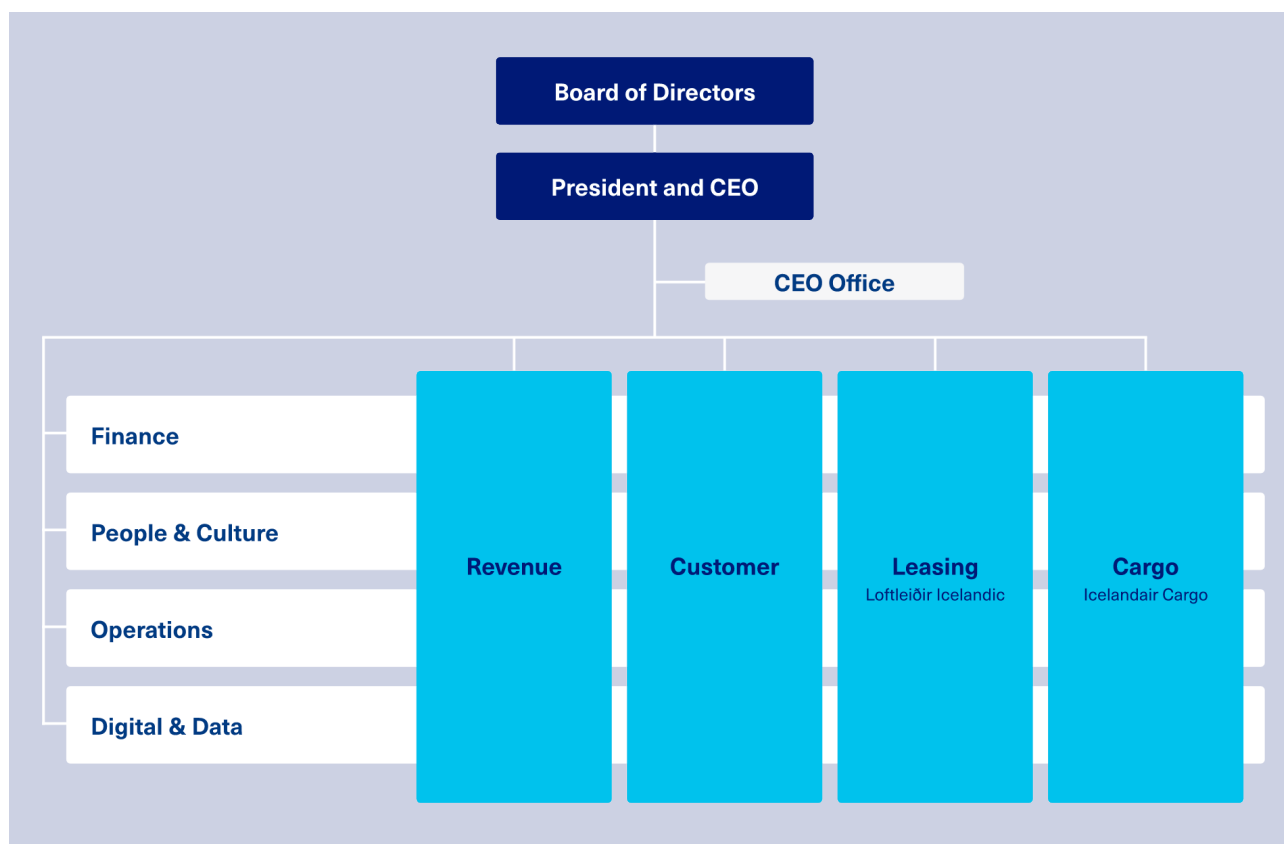 Board of Directors
President and CEO
CEO Office
Finance
People & Culture
Operations
Digital & Data
Revenue
Customer
Leasing
Loftleiðir Icelandic
Cargo
Icelandair Cargo